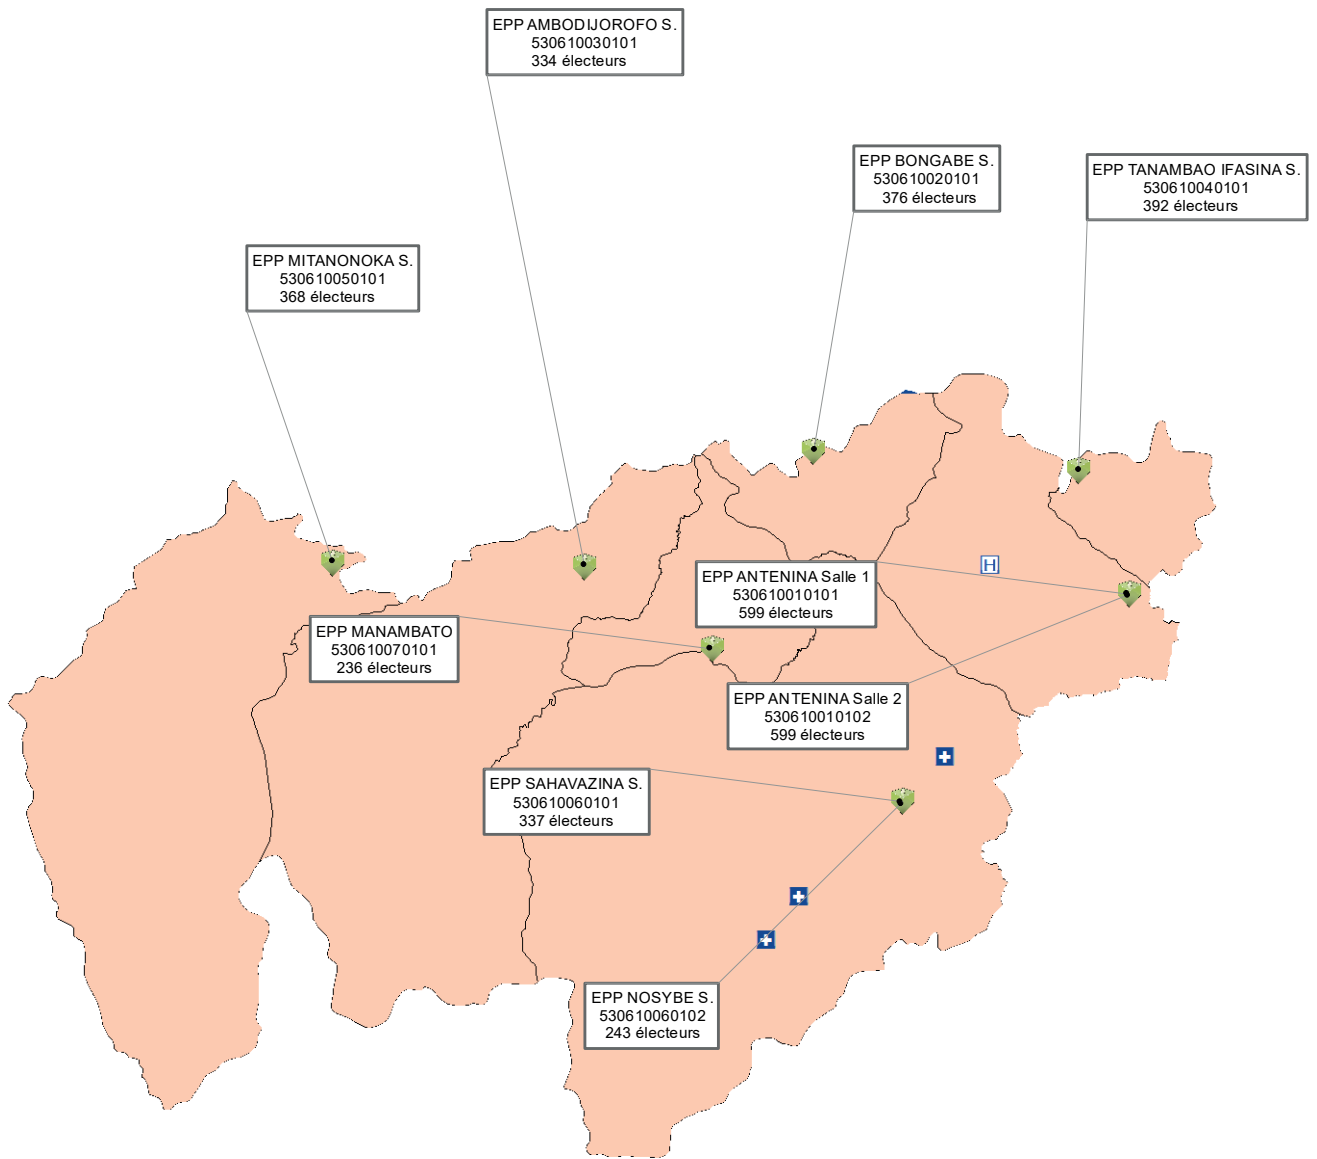 EPP AMBODIJOROFO S.
530610030101
334 électeurs
EPP BONGABE S.
530610020101
376 électeurs
EPP TANAMBAO IFASINA S.
530610040101
392 électeurs
EPP MITANONOKA S.
530610050101
368 électeurs
H
EPP ANTENINA Salle 1
530610010101
599 électeurs
EPP MANAMBATO
530610070101
236 électeurs
EPP ANTENINA Salle 2
530610010102
599 électeurs
EPP SAHAVAZINA S.
530610060101
337 électeurs
EPP NOSYBE S.
530610060102
243 électeurs